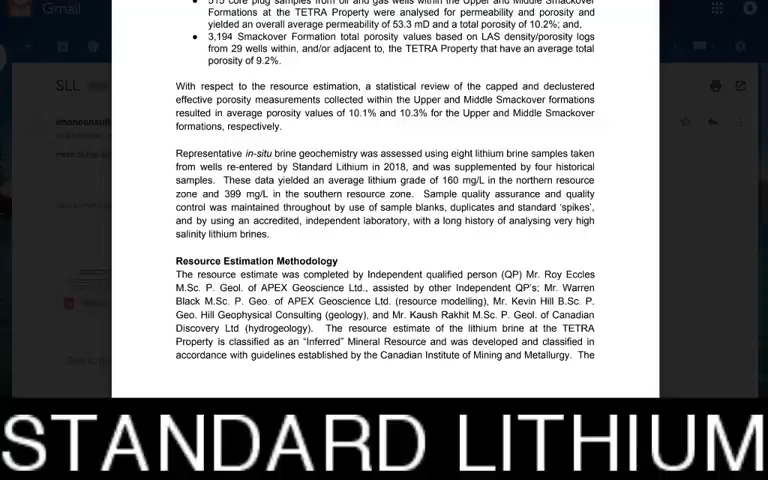 Gmail
515 core plug samples from oil and gas wells within the Upper and Middle Smackover
Formations at the TETRA Property were analysed for permeability and porosity and
yielded an overall average permeability of 53.3 mD and a total porosity of 10.2%; and,
3,194 Smackover Formation total porosity values based on LAS density/porosity logs
from 29 wells within, and/or adjacent to, the TETRA Property that have an average total
porosity of 9.2%.
SLL
With respect to the resource estimation, a statistical review of the capped and declustered
effective porosity measurements collected within the Upper and Middle Smackover formations
resulted in average porosity values of 10.1% and 10.3% for the Upper and Middle Smackover
formations, respectively.
Representative in-situ brine geochemistry was assessed using eight lithium brine samples taken
from wells re-entered by Standard Lithium in 2018, and was supplemented by four historical
samples. These data yielded an average lithium grade of 160 mg/L in the northern resource
zone and 399 mg/L in the southern resource zone. Sample quality assurance and quality
control was maintained throughout by use of sample blanks, duplicates and standard 'spikes',
and by using an accredited, independent laboratory, with a long history of analysing very high
salinity lithium brines.
Resource Estimation Methodology
The resource estimate was completed by Independent qualified person (QP) Mr. Roy Eccles
M.Sc. P. Geol. of APEX Geoscience Ltd., assisted by other Independent QP's; Mr. Warren
Black M.Sc. P. Geo. of APEX Geoscience Ltd. (resource modelling), Mr. Kevin Hill B.Sc. P.
Geo. Hill Geophysical Consulting (geology), and Mr. Kaush Rakhit M.Sc. P. Geol. of Canadian
Discovery Ltd (hydrogeology). The resource estimate of the lithium brine at the TETRA
Property is classified as an "Inferred" Mineral Resource and was developed and classified in
accordance with guidelines established by the Canadian Institute of Mining and Metallurgy. The
STANDARD LITHIUM